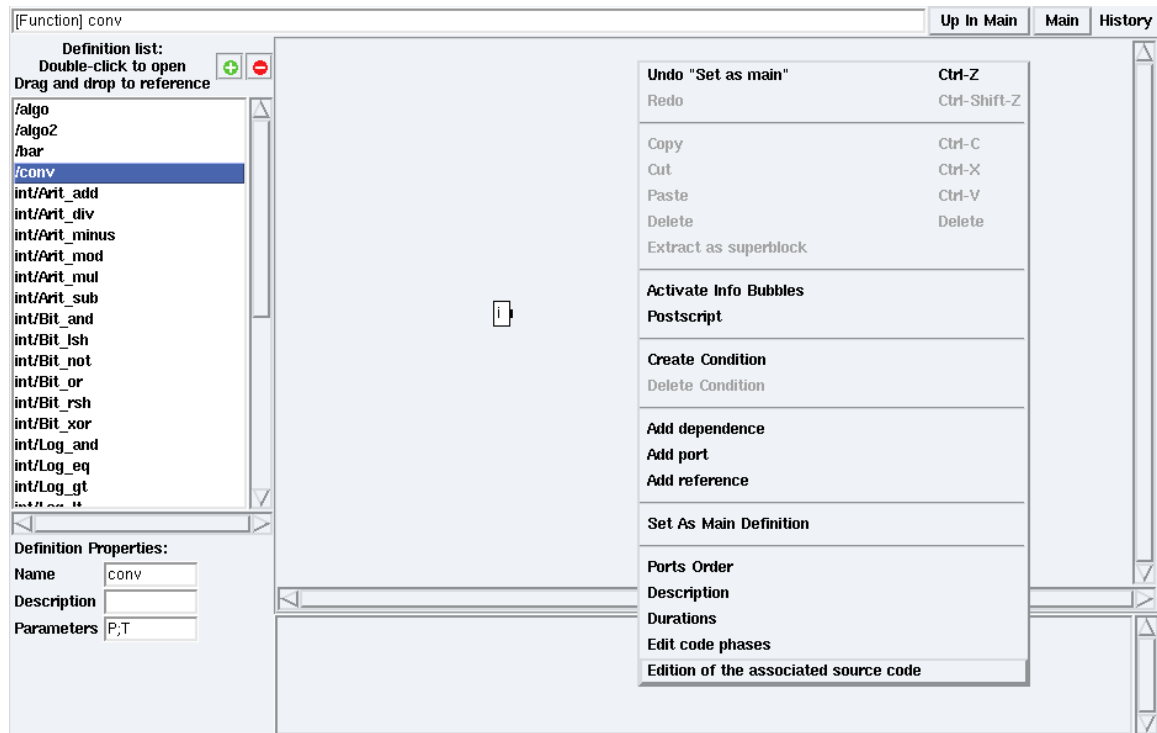 [Function] conv
Up In Main
Main
History
Definition list:
Double-click to open
Drag and drop to reference
/algo
/algo2
/bar
/conv
int/Arit_add
int/Arit_div
int/Arit_minus
int/Arit_mod
int/Arit_mul
int/Arit_sub
int/Bit_and
int/Bit_lsh
int/Bit_not
int/Bit_or
int/Bit_rsh
int/Bit_xor
int/Log_and
int/Log_eq
int/Log_gt
int/Log_lt
Definition Properties:
Name conv
Description
Parameters P;T
i
Undo "Set as main" Ctrl-Z
Redo Ctrl-Shift-Z
Copy Ctrl-C
Cut Ctrl-X
Paste Ctrl-V
Delete Delete
Extract as superblock
Activate Info Bubbles
Postscript
Create Condition
Delete Condition
Add dependence
Add port
Add reference
Set As Main Definition
Ports Order
Description
Durations
Edit code phases
Edition of the associated source code